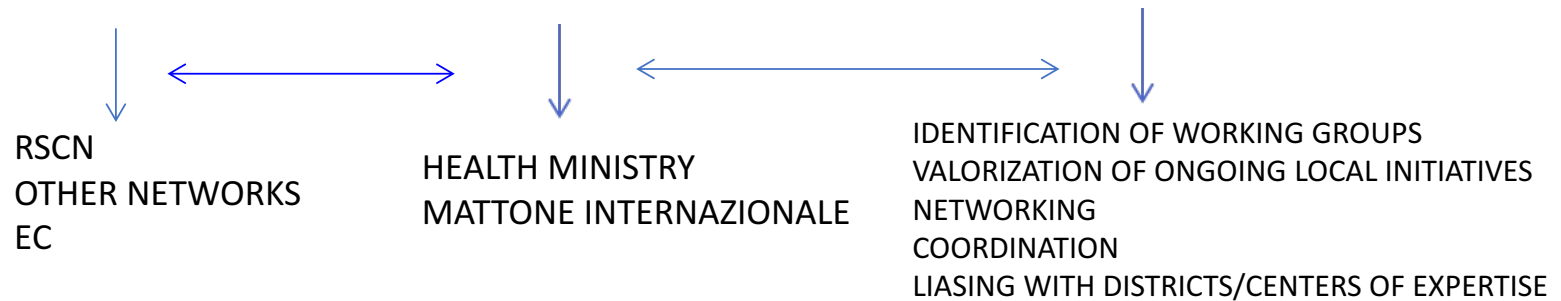 RSCN
OTHER NETWORKS
EC
HEALTH MINISTRY
MATTONE INTERNAZIONALE
IDENTIFICATION OF WORKING GROUPS
VALORIZATION OF ONGOING LOCAL INITIATIVES
NETWORKING
COORDINATION
LIASING WITH DISTRICTS/CENTERS OF EXPERTISE